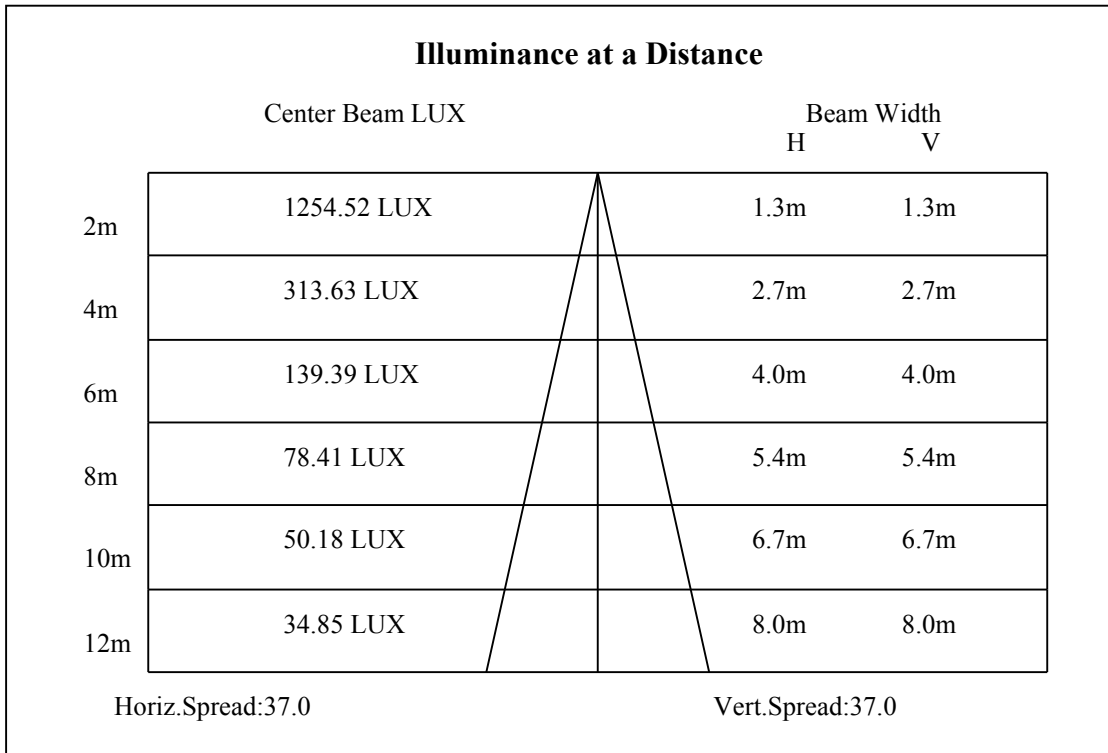 Illuminance at a Distance
Center Beam LUX Beam Width
H V
2m 1254.52 LUX 1.3m 1.3m
4m 313.63 LUX 2.7m 2.7m
6m 139.39 LUX 4.0m 4.0m
8m 78.41 LUX 5.4m 5.4m
10m 50.18 LUX 6.7m 6.7m
12m 34.85 LUX 8.0m 8.0m
Horiz.Spread:37.0 Vert.Spread:37.0